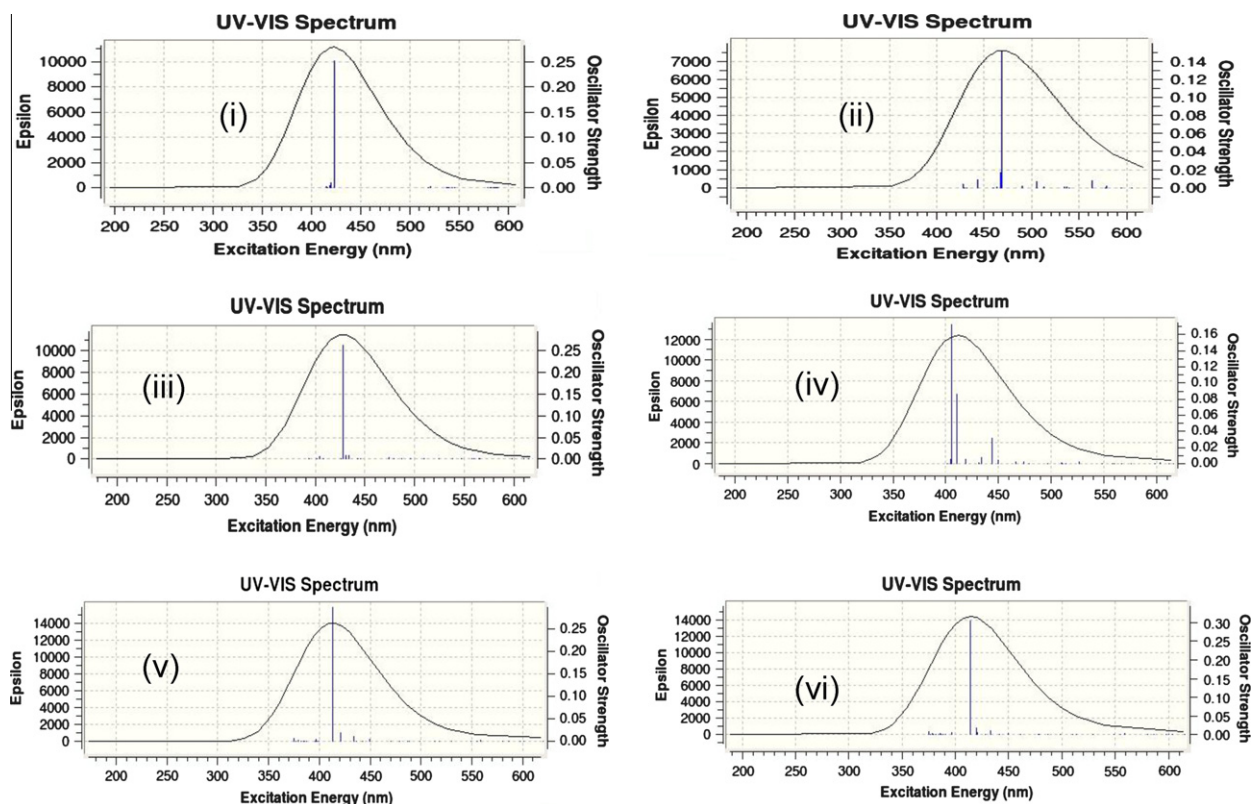 UV-VIS Spectrum
Epsilon
10000
8000
6000
4000
2000
0
(i)
0.25
0.20
0.15
0.10
0.05
0.00
Oscillator Strength
200 250 300 350 400 450 500 550 600
Excitation Energy (nm)
UV-VIS Spectrum
Epsilon
7000
6000
5000
4000
3000
2000
1000
0
(ii)
0.14
0.12
0.10
0.08
0.06
0.04
0.02
0.00
Oscillator Strength
200 250 300 350 400 450 500 550 600
Excitation Energy (nm)
UV-VIS Spectrum
Epsilon
10000
8000
6000
4000
2000
0
(iii)
0.25
0.20
0.15
0.10
0.05
0.00
Oscillator Strength
200 250 300 350 400 450 500 550 600
Excitation Energy (nm)
UV-VIS Spectrum
Epsilon
12000
10000
8000
6000
4000
2000
0
(iv)
0.16
0.14
0.12
0.10
0.08
0.06
0.04
0.02
0.00
Oscillator Strength
200 250 300 350 400 450 500 550 600
Excitation Energy (nm)
UV-VIS Spectrum
Epsilon
14000
12000
10000
8000
6000
4000
2000
0
(v)
0.25
0.20
0.15
0.10
0.05
0.00
Oscillator Strength
200 250 300 350 400 450 500 550 600
Excitation Energy (nm)
UV-VIS Spectrum
Epsilon
14000
12000
10000
8000
6000
4000
2000
0
(vi)
0.30
0.25
0.20
0.15
0.10
0.05
0.00
Oscillator Strength
200 250 300 350 400 450 500 550 600
Excitation Energy (nm)